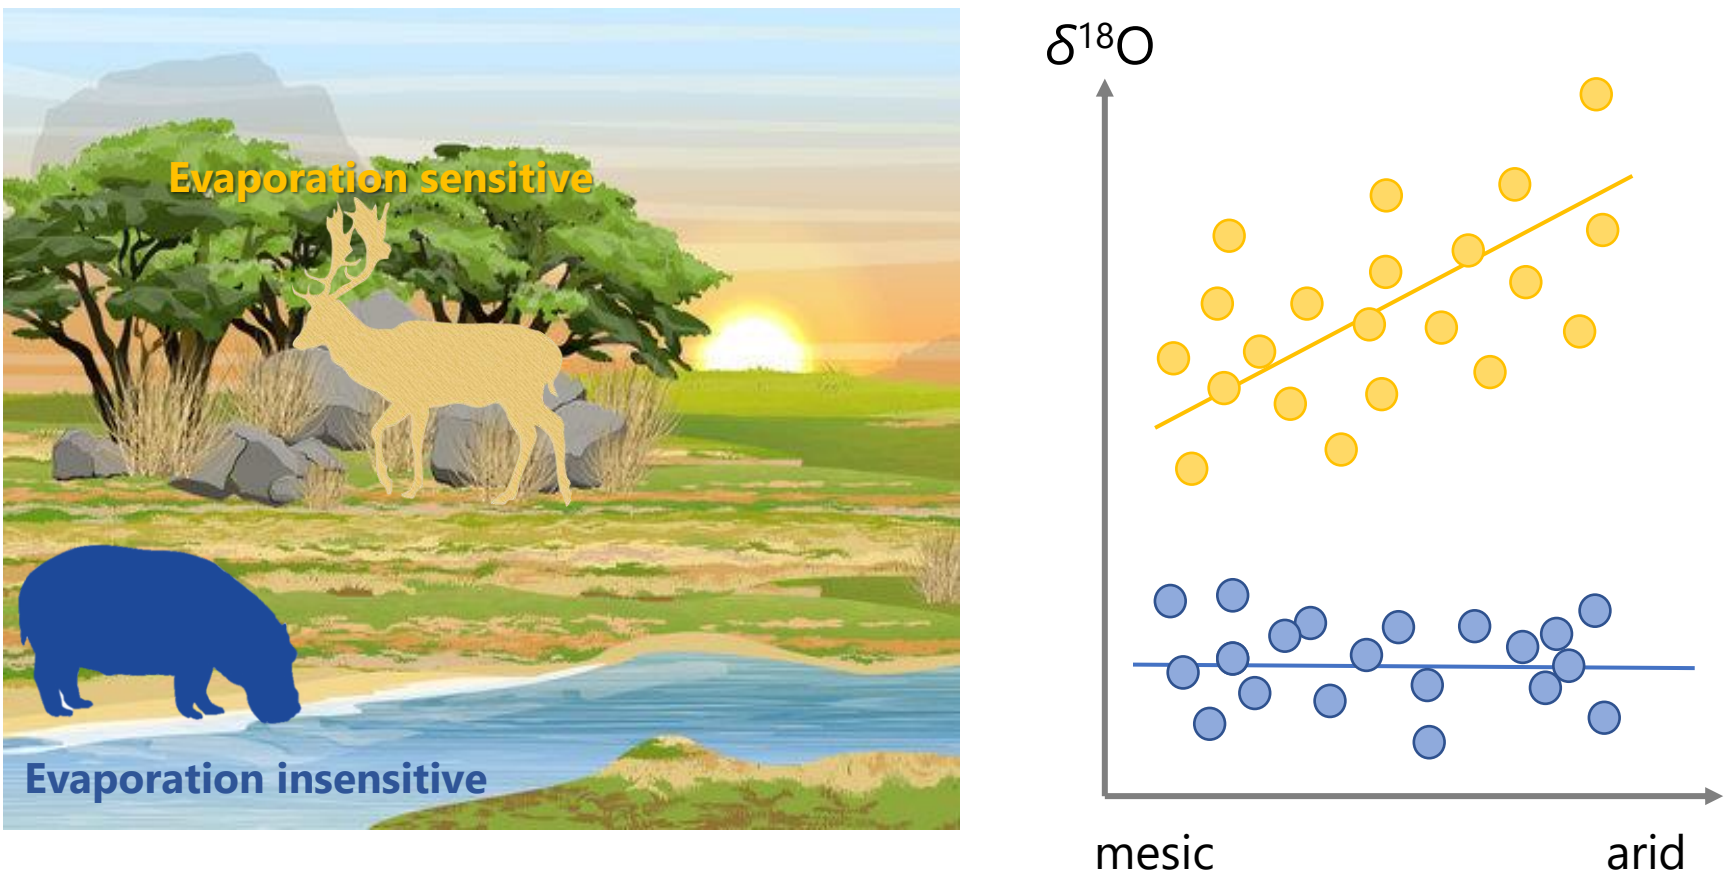 Evaporation sensitive
Evaporation insensitive
δ¹⁸O
mesic
arid